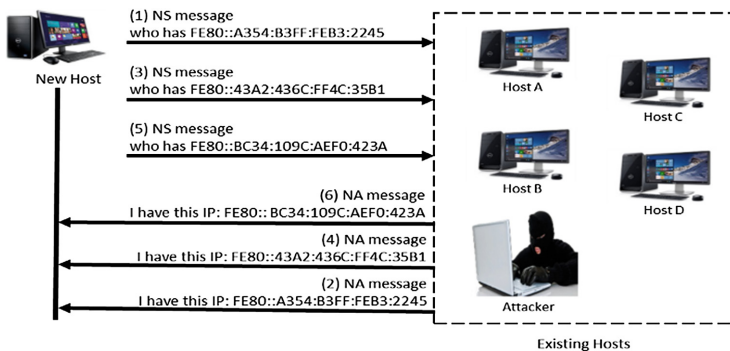 (1) NS message
who has FE80::A354:B3FF:FEB3:2245
New Host
(3) NS message
who has FE80::43A2:436C:FF4C:35B1
(5) NS message
who has FE80::BC34:109C:AEF0:423A
(6) NA message
I have this IP: FE80:: BC34:109C:AEF0:423A
(4) NA message
I have this IP: FE80::43A2:436C:FF4C:35B1
(2) NA message
I have this IP: FE80::A354:B3FF:FEB3:2245
Host A
Host C
Host B
Host D
Attacker
Existing Hosts